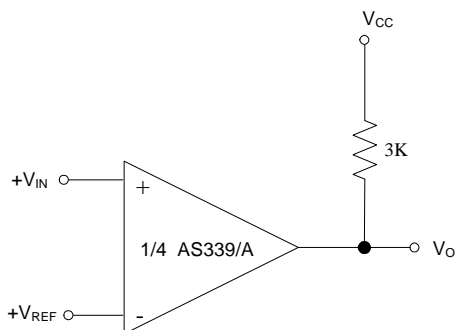 VCC
3K
+VIN
+
1/4 AS339/A
VO
+VREF
-